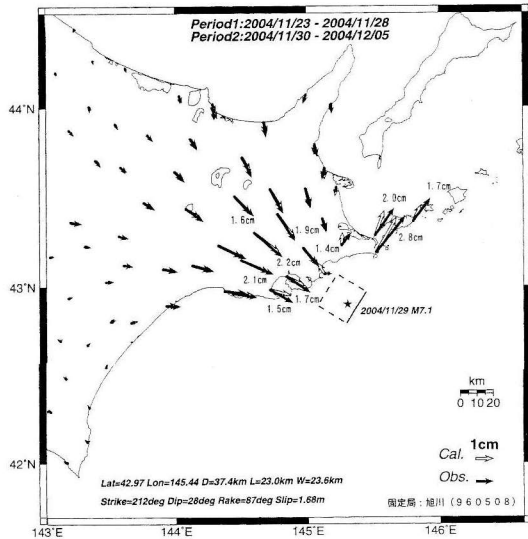 Period1:2004/11/23 - 2004/11/28
Period2:2004/11/30 - 2004/12/05
44°N
1.7cm
2.0cm
1.6cm
1.9cm
1.4cm
2.8cm
2.2cm
2.1cm
43°N
1.7cm
1.5cm
2004/11/29 M7.1
km
0 10 20
1cm
Cal.
42°N
Obs.
Lat=42.97 Lon=145.44 D=37.4km L=23.0km W=23.6km
Strike=212deg Dip=28deg Rake=87deg Slip=1.68m
固定局：旭川（９６０５０８）
143°E
144°E
145°E
146°E